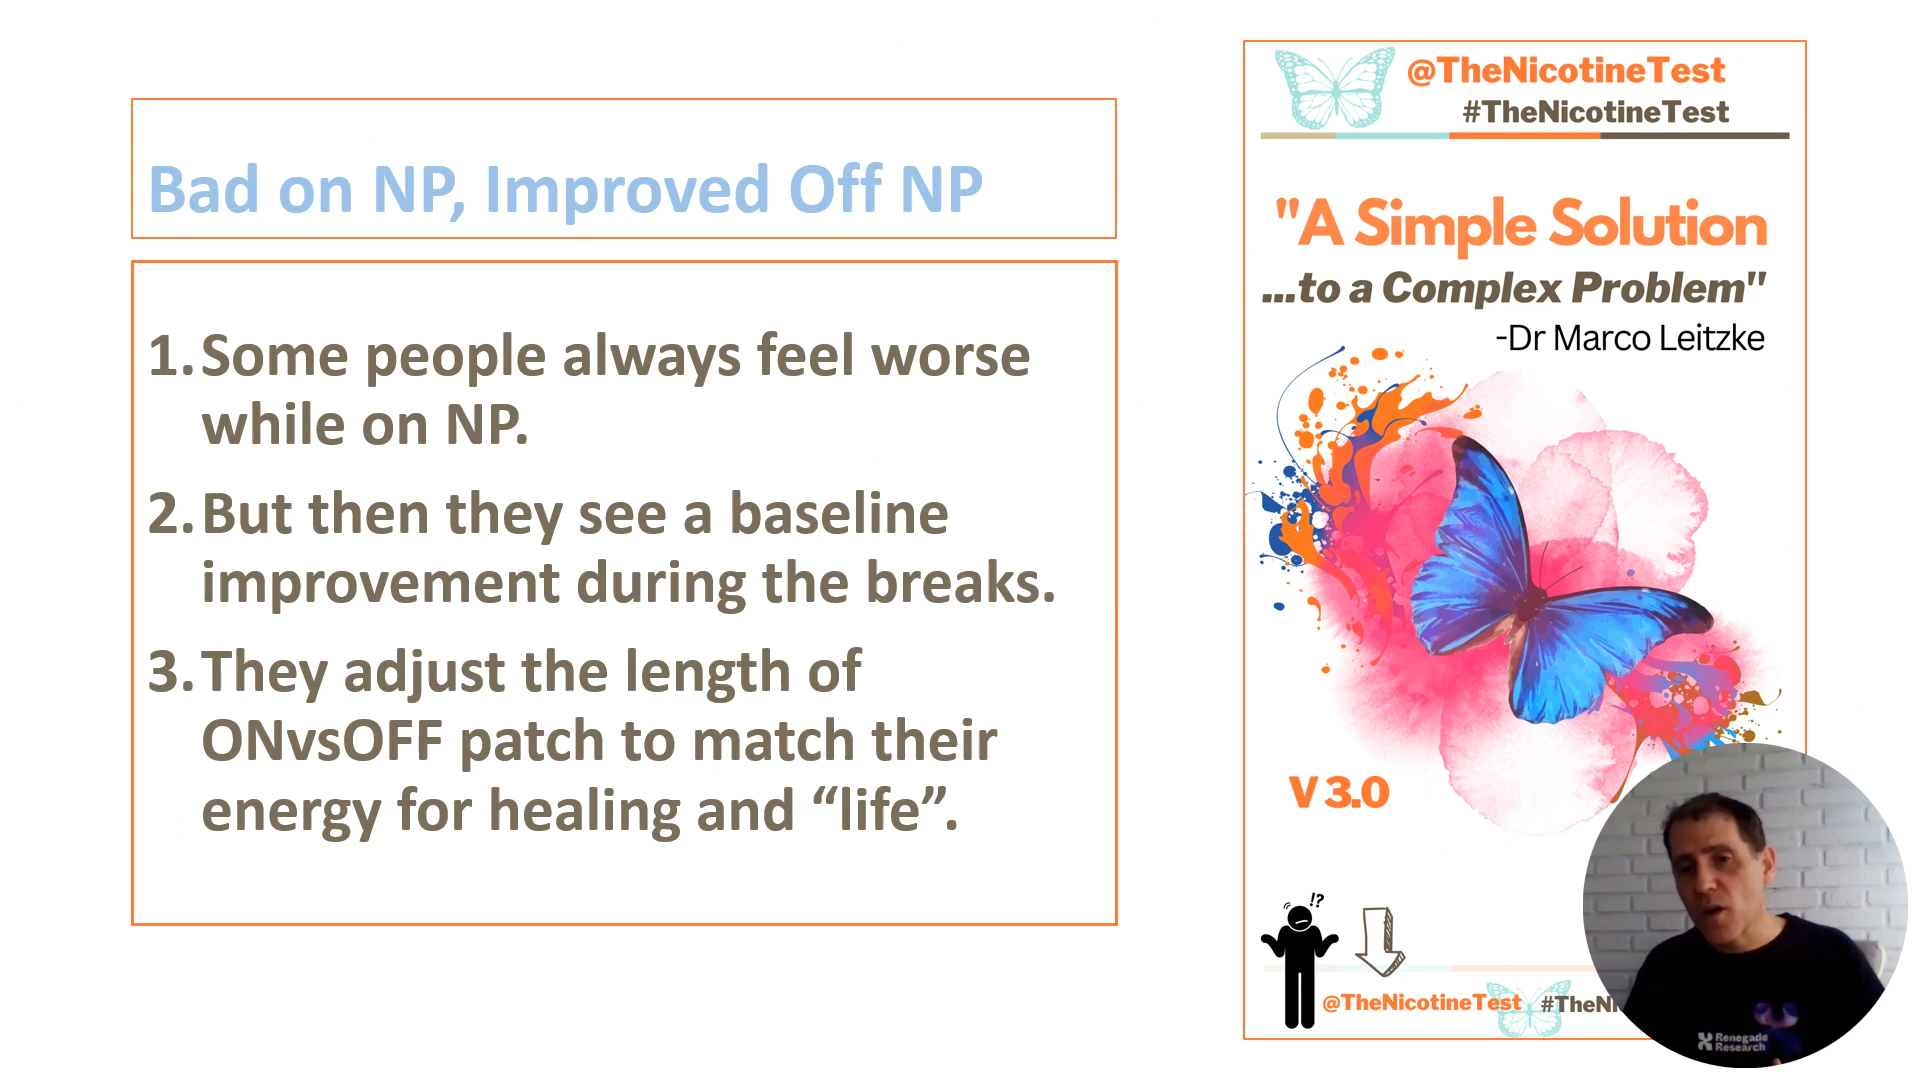 Bad on NP, Improved Off NP
1. Some people always feel worse
while on NP.
2. But then they see a baseline
improvement during the breaks.
3. They adjust the length of
ONvsOFF patch to match their
energy for healing and “life”.
@TheNicotineTest
#TheNicotineTest
"A Simple Solution
...to a Complex Problem"
-Dr Marco Leitzke
V 3.0
!?
@TheNicotineTest
Renegade
Research